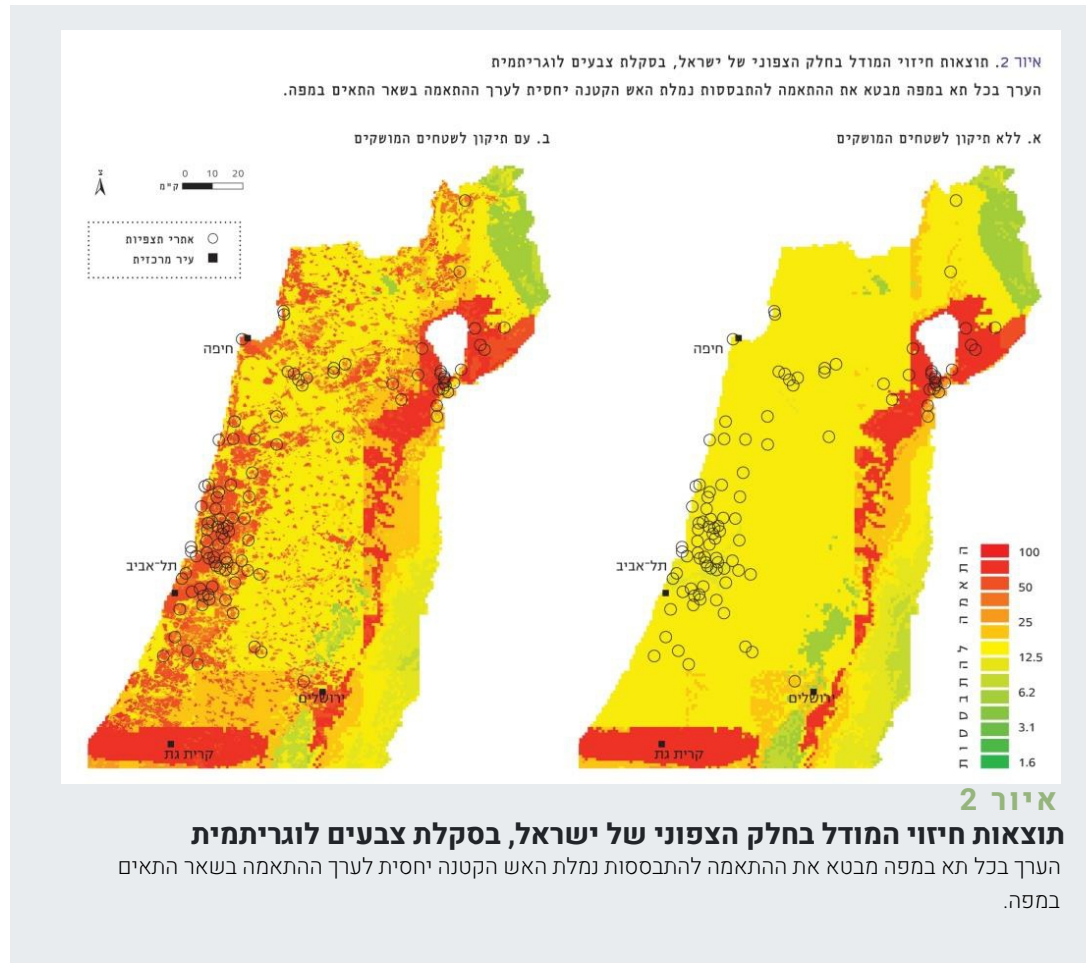 איור 2. תוצאות חיזוי המודל בחלק הצפוני של ישראל, בסקלת צבעים לוגריתמית
הערך בכל תא במפה מבטא את ההתאמה להתבססות נמלת האש הקטנה יחסית לערך ההתאמה בשאר התאים במפה.
א. ללא תיקון לשטחים המושקים
ב. עם תיקון לשטחים המושקים
צ
0 10 20
ק"מ
אתרי תצפיות
עיר מרכזית
חיפה
תל־אביב
ירושלים
קרית גת
חיפה
תל־אביב
ירושלים
קרית גת
התאמה להתבססות
100
50
25
12.5
6.2
3.1
1.6
איור 2
תוצאות חיזוי המודל בחלק הצפוני של ישראל, בסקלת צבעים לוגריתמית
הערך בכל תא במפה מבטא את ההתאמה להתבססות נמלת האש הקטנה יחסית לערך ההתאמה בשאר התאים
במפה.